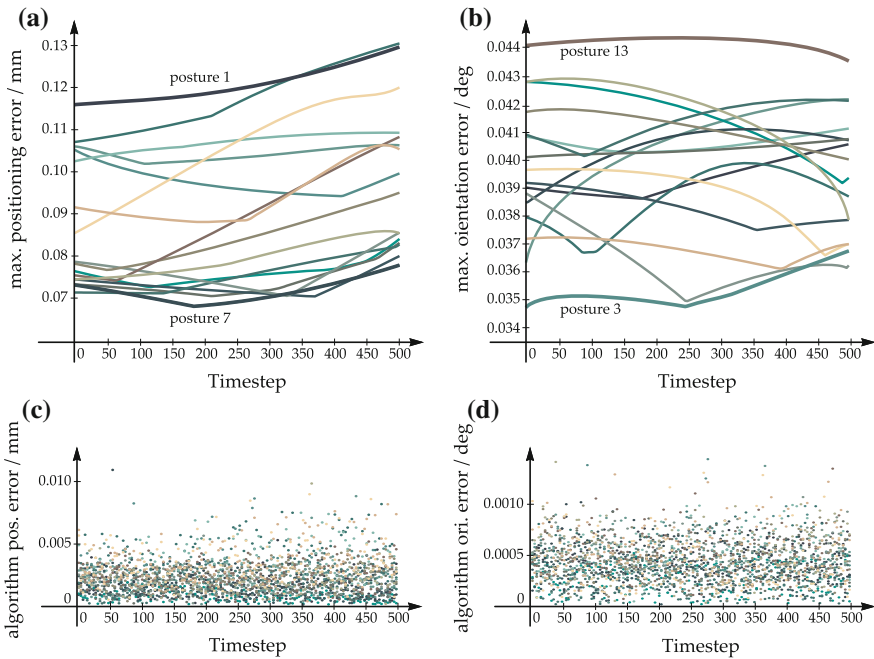 (a)
max. positioning error / mm
0.13
0.12
0.11
0.10
0.09
0.08
0.07
posture 1
posture 7
0 50 100 150 200 250 300 350 400 450 500
Timestep
(b)
max. oientation error / deg
0.044
0.043
0.042
0.041
0.040
0.039
0.038
0.037
0.036
0.035
0.034
posture 13
posture 3
0 50 100 150 200 250 300 350 400 450 500
Timestep
(c)
algorithm pos. error / mm
0.010
0.005
0
0 50 100 150 200 250 300 350 400 450 500
Timestep
(d)
algorithm ori. error / deg
0.0010
0.0005
0
0 50 100 150 200 250 300 350 400 450 500
Timestep